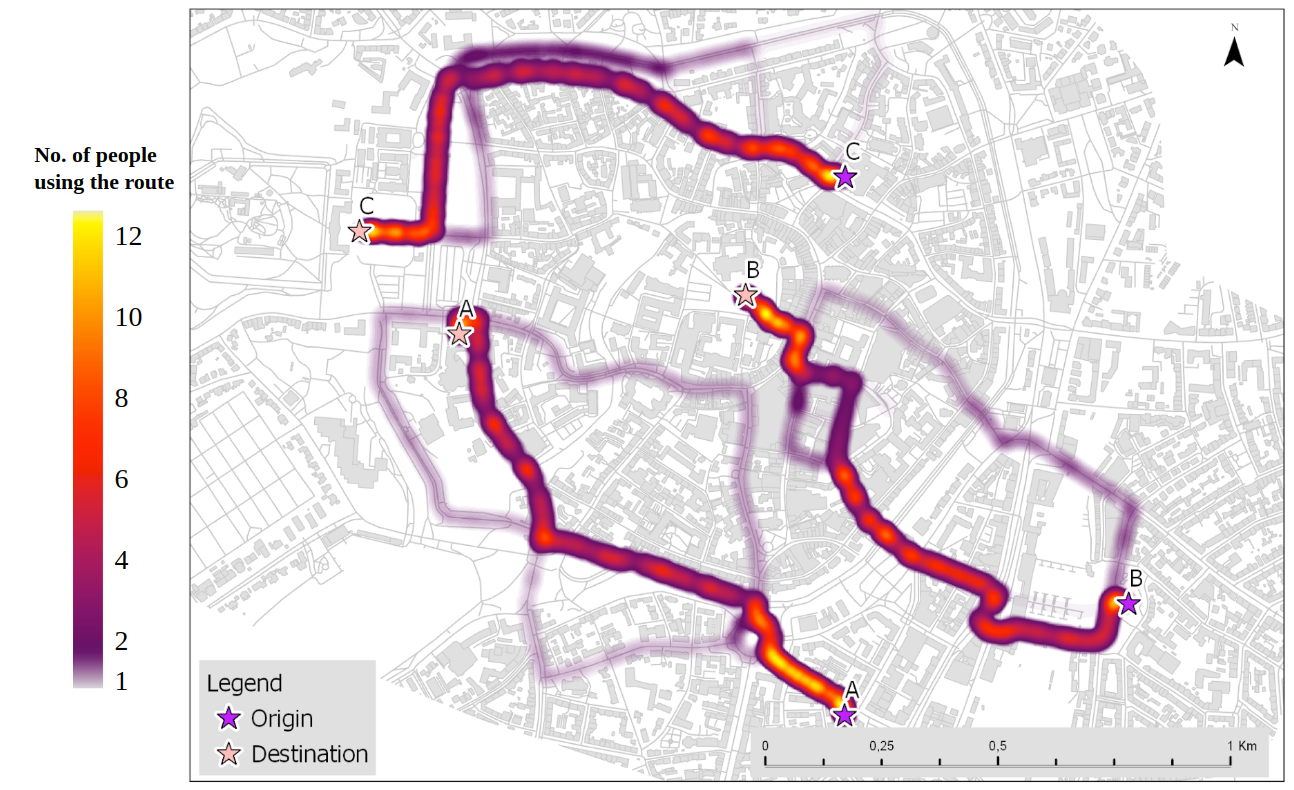 N
No. of people
using the route
12
10
8
6
4
2
1
C
C
B
A
B
A
Legend
Origin
Destination
0 0,25 0,5 1 Km